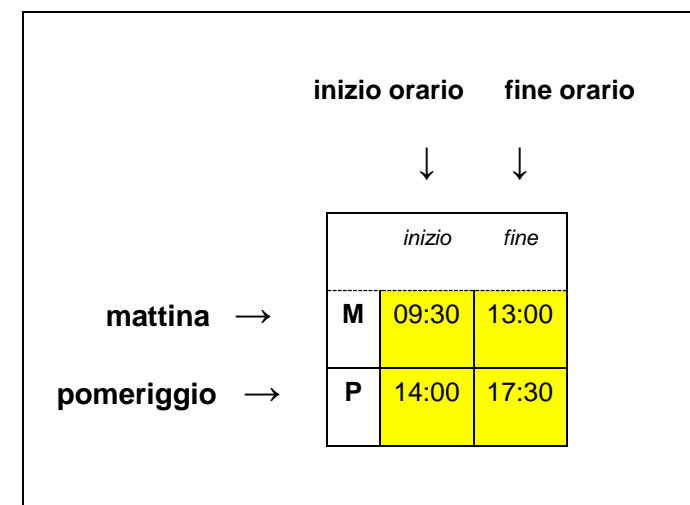 inizio orario fine orario
↓ ↓
inizio fine
mattina → M 09:30 13:00
pomeriggio → P 14:00 17:30